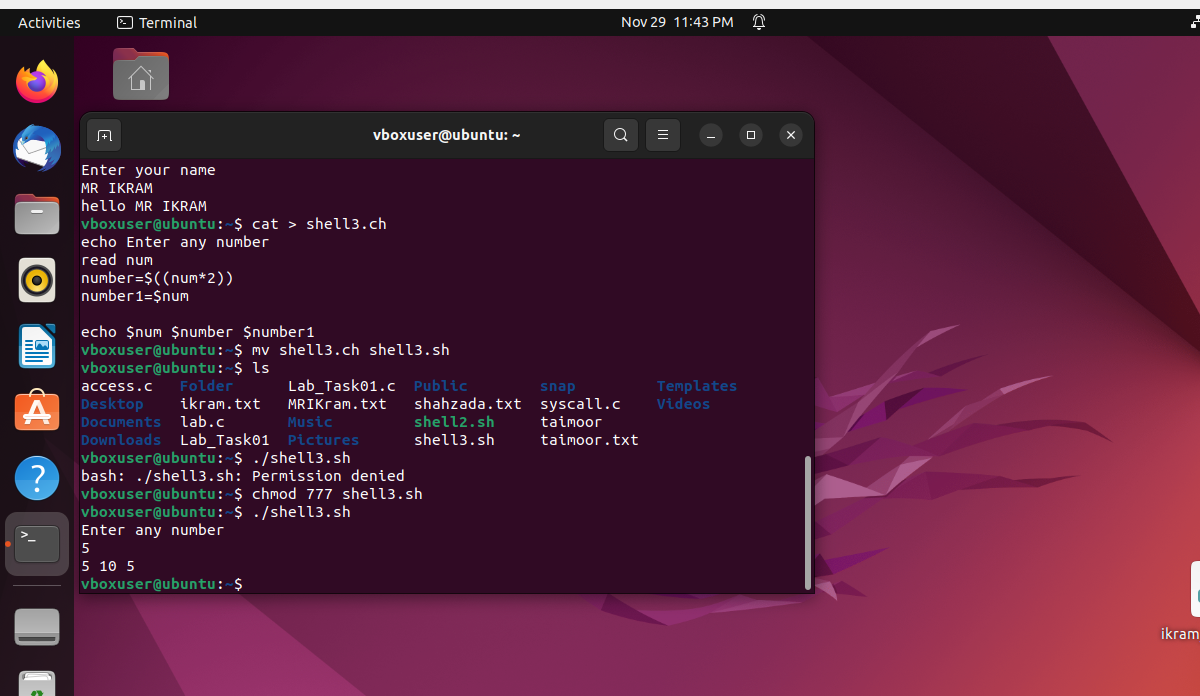 Activities Terminal Nov 29 11:43 PM
vboxuser@ubuntu: ~
Enter your name
MR IKRAM
hello MR IKRAM
vboxuser@ubuntu:~$ cat > shell3.ch
echo Enter any number
read num
number=$((num*2))
number1=$num
echo $num $number $number1
vboxuser@ubuntu:~$ mv shell3.ch shell3.sh
vboxuser@ubuntu:~$ ls
access.c Folder Lab_Task01.c Public snap Templates
Desktop ikram.txt MRIKram.txt shahzada.txt syscall.c Videos
Documents lab.c Music shell2.sh taimoor
Downloads Lab_Task01 Pictures shell3.sh taimoor.txt
vboxuser@ubuntu:~$ ./shell3.sh
bash: ./shell3.sh: Permission denied
vboxuser@ubuntu:~$ chmod 777 shell3.sh
vboxuser@ubuntu:~$ ./shell3.sh
Enter any number
5
5 10 5
vboxuser@ubuntu:~$
ikram